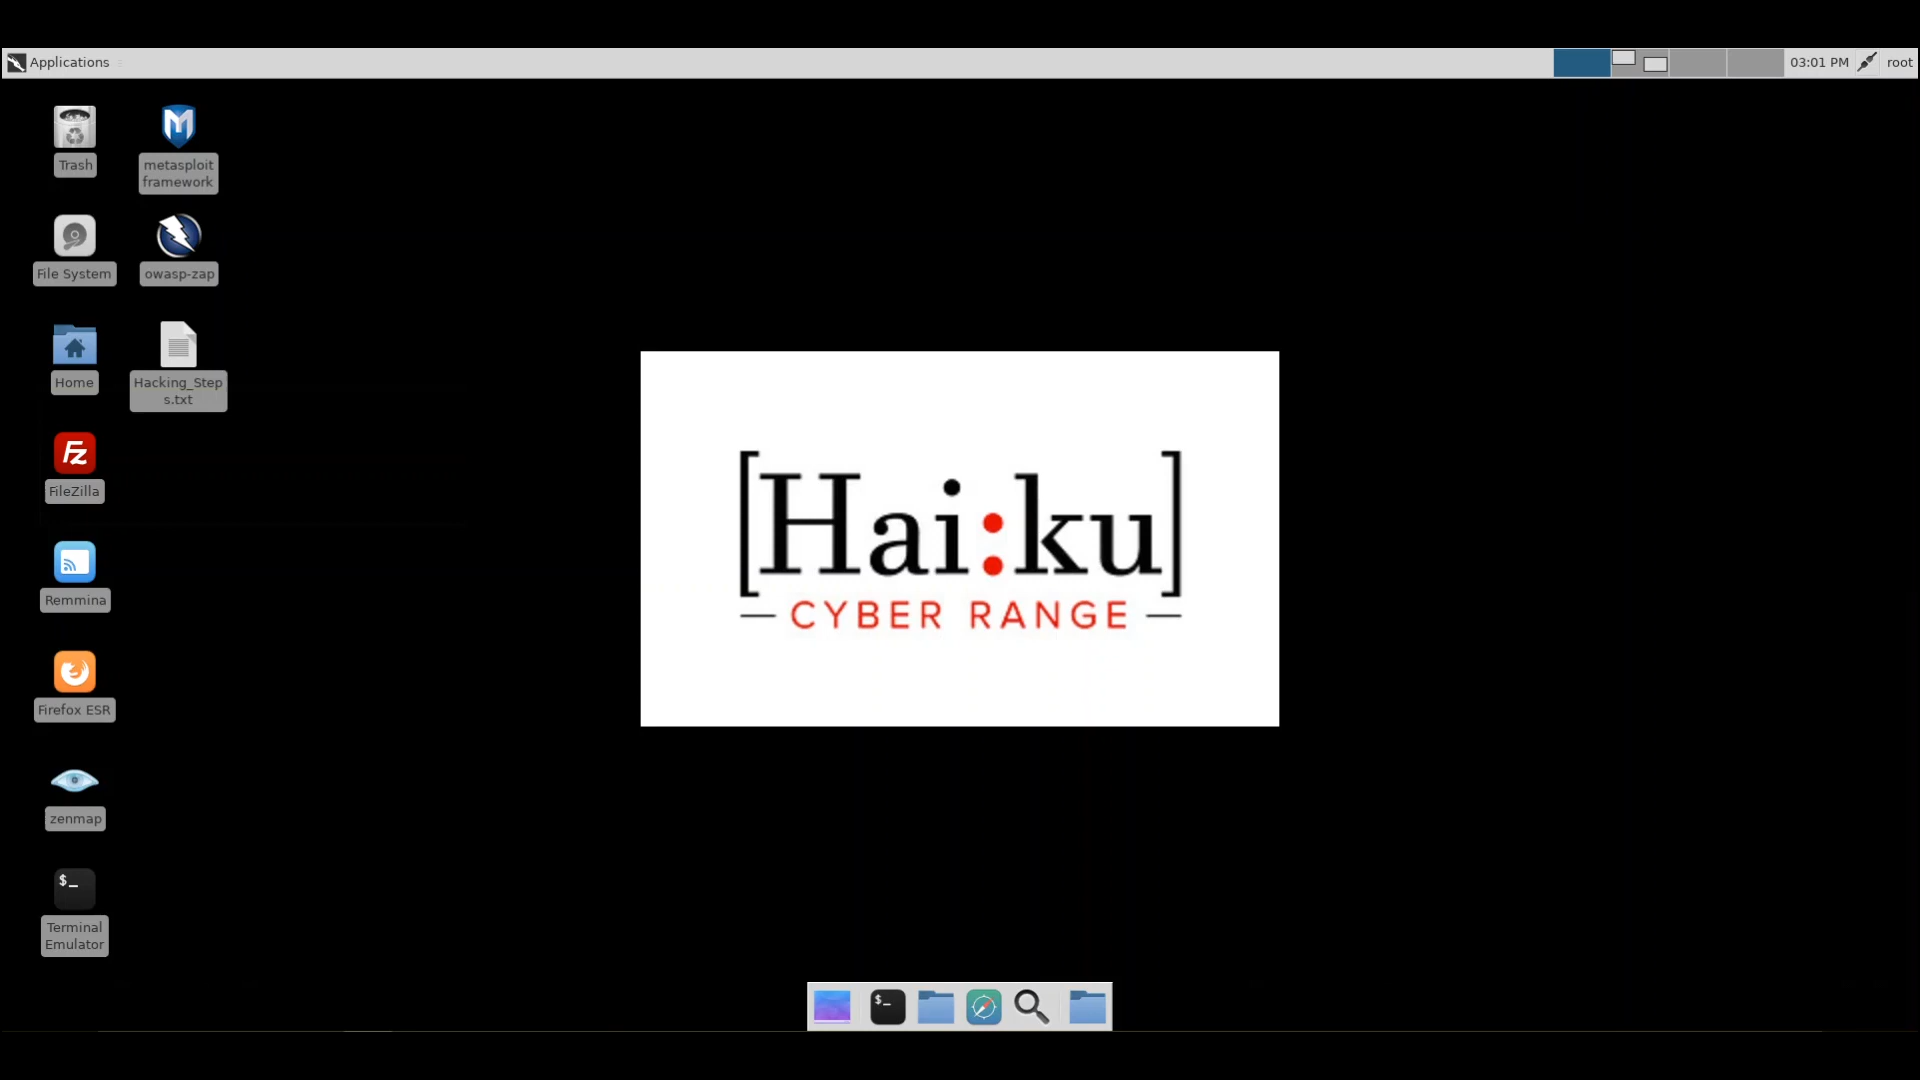 Applications
03:01 PM
root
Trash
metasploit
framework
File System
owasp-zap
Home
Hacking_Step
s.txt
FileZilla
Remmina
Firefox ESR
zenmap
$_
Terminal
Emulator
[Hai:ku]
— CYBER RANGE —
$_